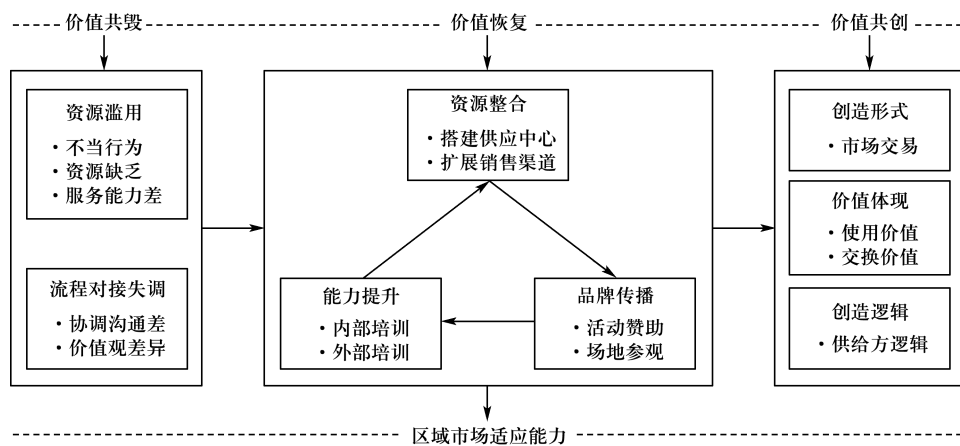 价值共毁
价值恢复
价值共创
资源滥用
•不当行为
•资源缺乏
•服务能力差
流程对接失调
•协调沟通差
•价值观差异
资源整合
•搭建供应中心
•扩展销售渠道
能力提升
•内部培训
•外部培训
品牌传播
•活动赞助
•场地参观
创造形式
•市场交易
价值体现
•使用价值
•交换价值
创造逻辑
•供给方逻辑
区域市场适应能力